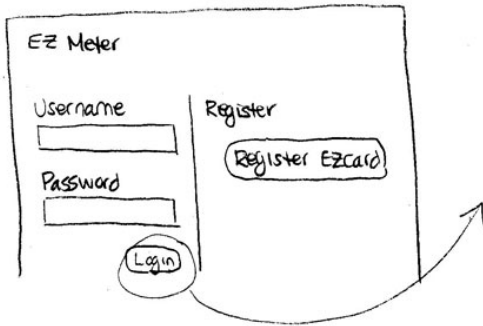 EZ Meter
Username
Password
Login
Register
Register EZcard